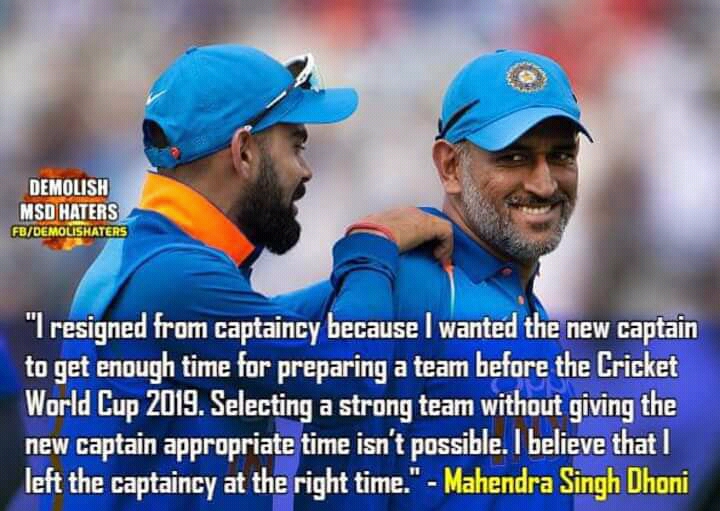 DEMOLISH
MSD HATERS
FB/DEMOLISHATERS
"I resigned from captaincy because I wanted the new captain
to get enough time for preparing a team before the Cricket
World Cup 2019. Selecting a strong team without giving the
new captain appropriate time isn't possible. I believe that I
left the captaincy at the right time." - Mahendra Singh Dhoni